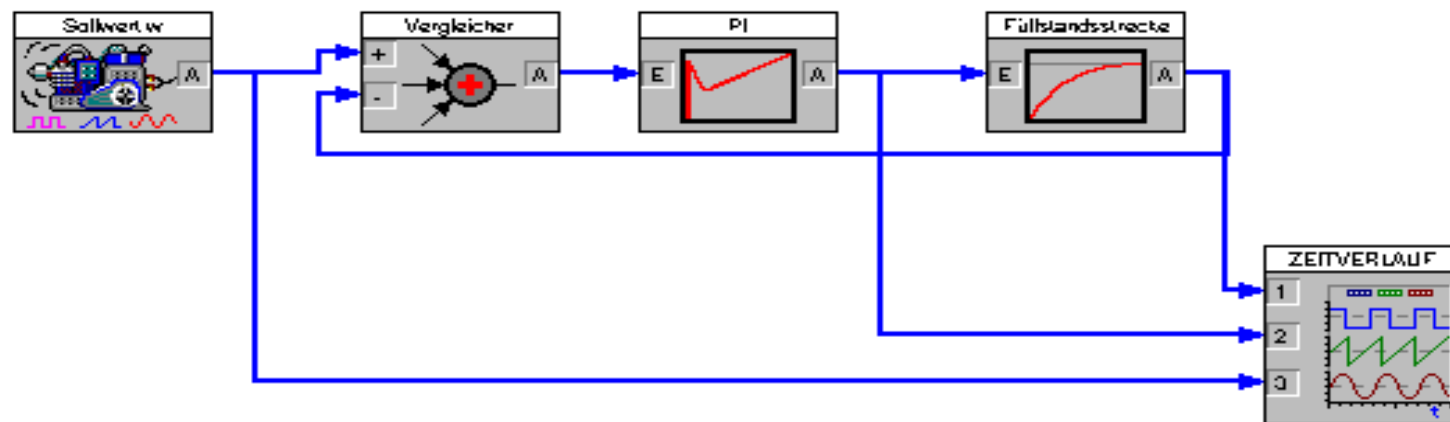 Sollwert w
A
Vergleicher
+
-
A
PI
E
A
Füllstandsstrecke
E
A
ZEITVERLAUF
1
2
3
t